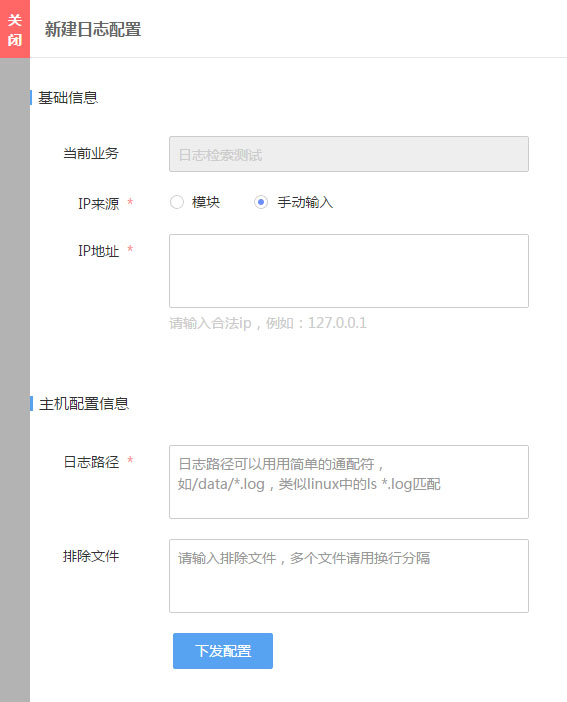 关闭
新建日志配置
基础信息
当前业务 日志检索测试
IP来源 * 模块 手动输入
IP地址 *
请输入合法ip，例如：127.0.0.1
主机配置信息
日志路径 * 日志路径可以用用简单的通配符，
如/data/*.log，类似linux中的ls *.log匹配
排除文件 请输入排除文件，多个文件请用换行分隔
下发配置